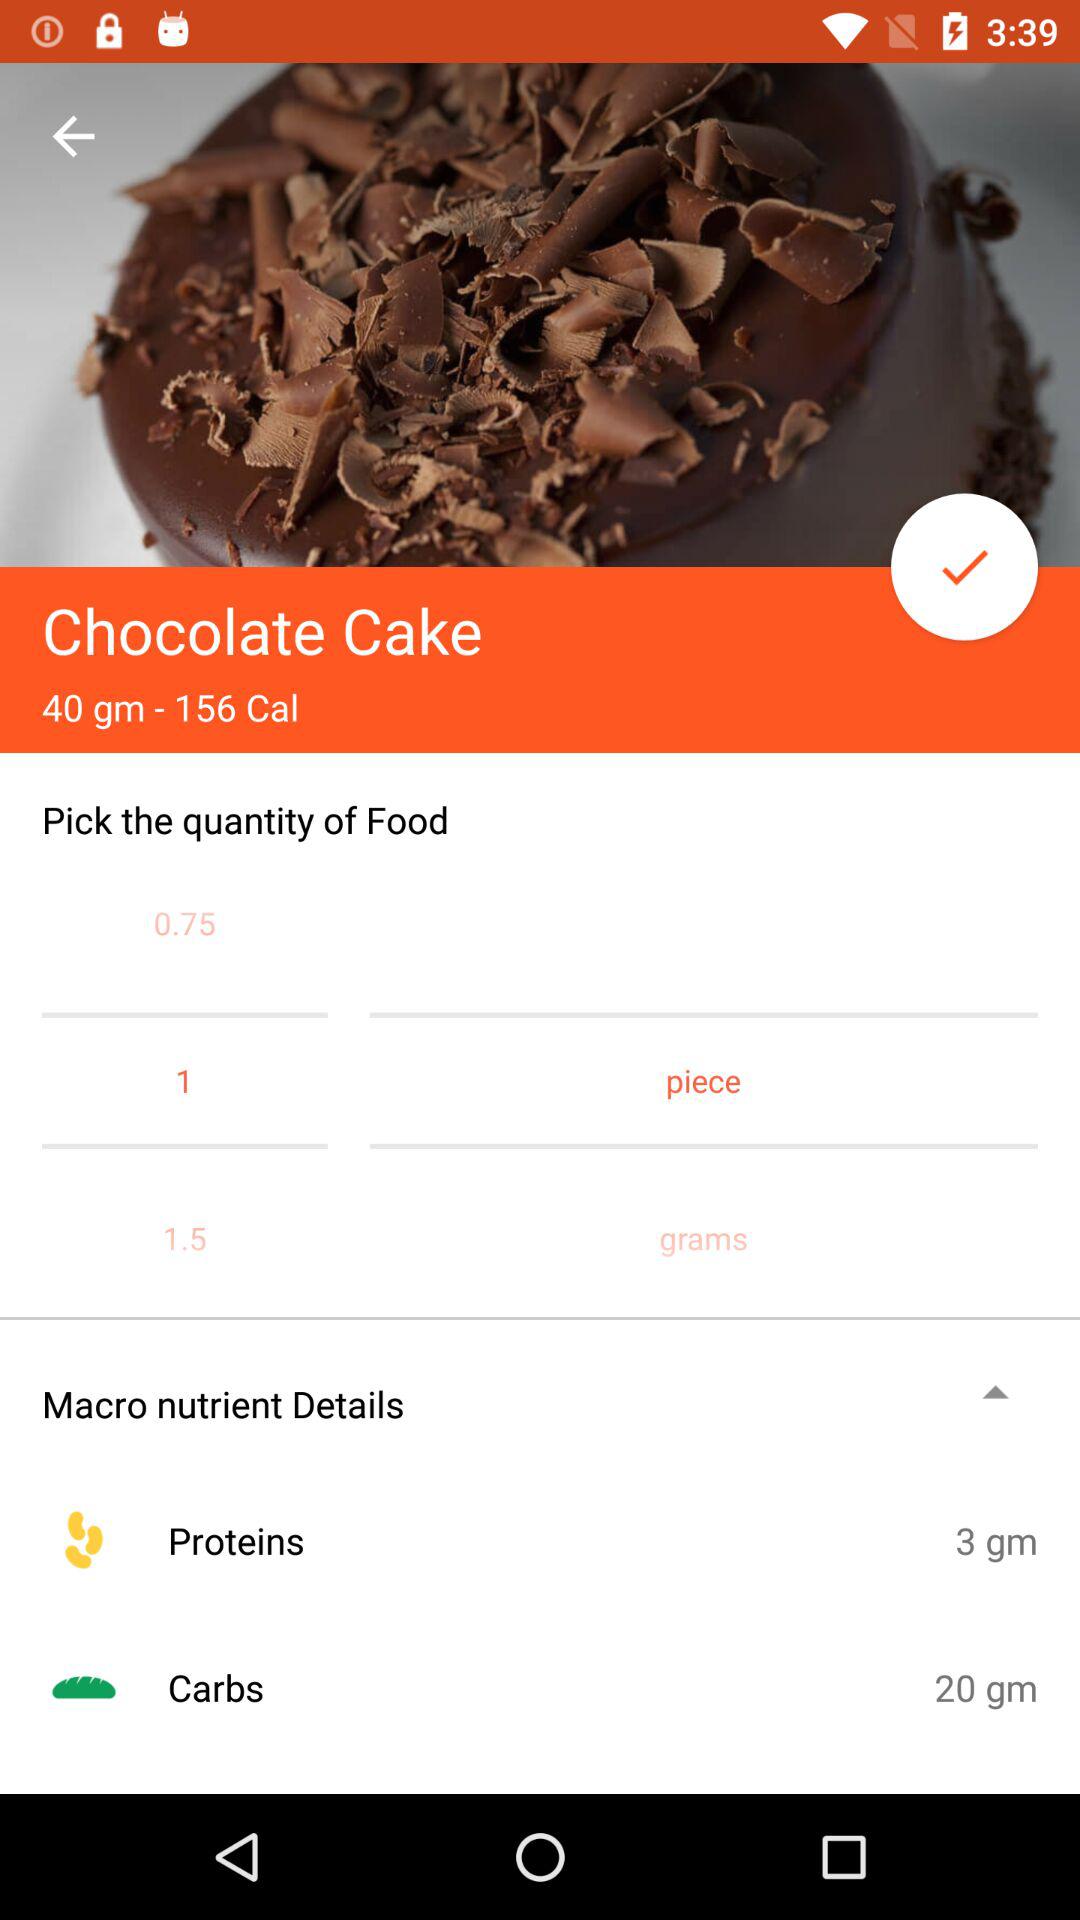 3:39
Chocolate Cake
40 gm - 156 Cal
Pick the quantity of Food
0.75
1 piece
1.5 grams
Macro nutrient Details
Proteins 3 gm
Carbs 20 gm